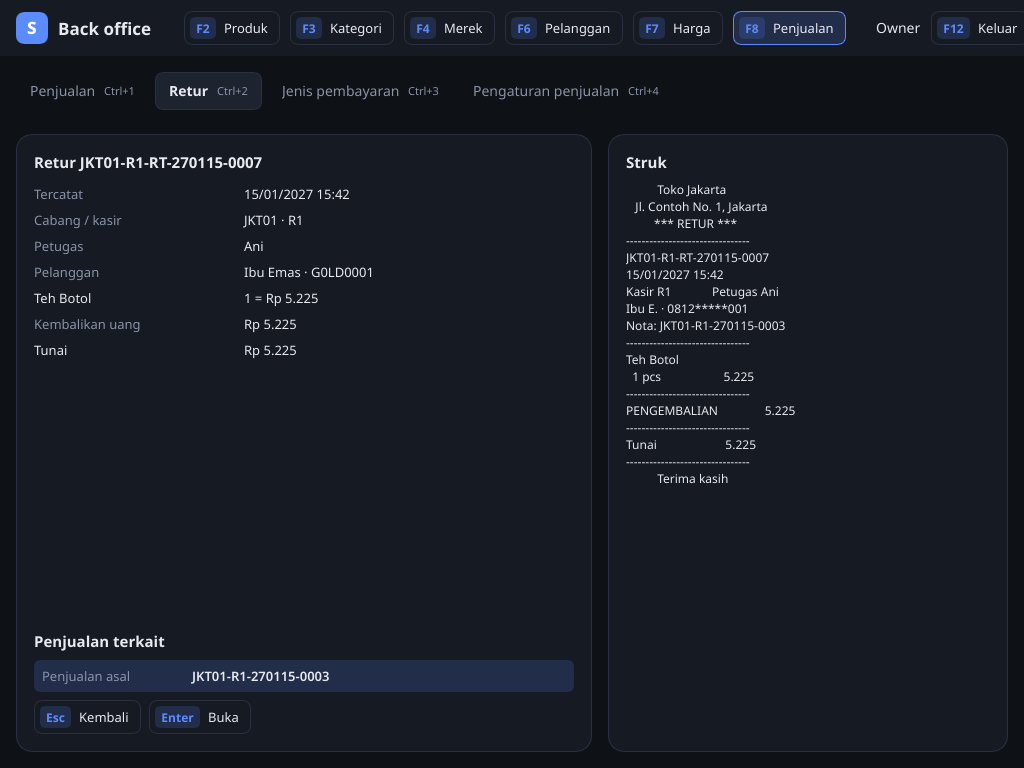 S Back office F2 Produk F3 Kategori F4 Merek F6 Pelanggan F7 Harga F8 Penjualan Owner F12 Keluar
Penjualan Ctrl+1 Retur Ctrl+2 Jenis pembayaran Ctrl+3 Pengaturan penjualan Ctrl+4
Retur JKT01-R1-RT-270115-0007
Tercatat 15/01/2027 15:42
Cabang / kasir JKT01 · R1
Petugas Ani
Pelanggan Ibu Emas · G0LD0001
Teh Botol 1 = Rp 5.225
Kembalikan uang Rp 5.225
Tunai Rp 5.225
Penjualan terkait
Penjualan asal JKT01-R1-270115-0003
Esc Kembali Enter Buka
Struk
Toko Jakarta
Jl. Contoh No. 1, Jakarta
*** RETUR ***
--------------------------------
JKT01-R1-RT-270115-0007
15/01/2027 15:42
Kasir R1 Petugas Ani
Ibu E. · 0812*****001
Nota: JKT01-R1-270115-0003
--------------------------------
Teh Botol
1 pcs 5.225
--------------------------------
PENGEMBALIAN 5.225
--------------------------------
Tunai 5.225
--------------------------------
Terima kasih